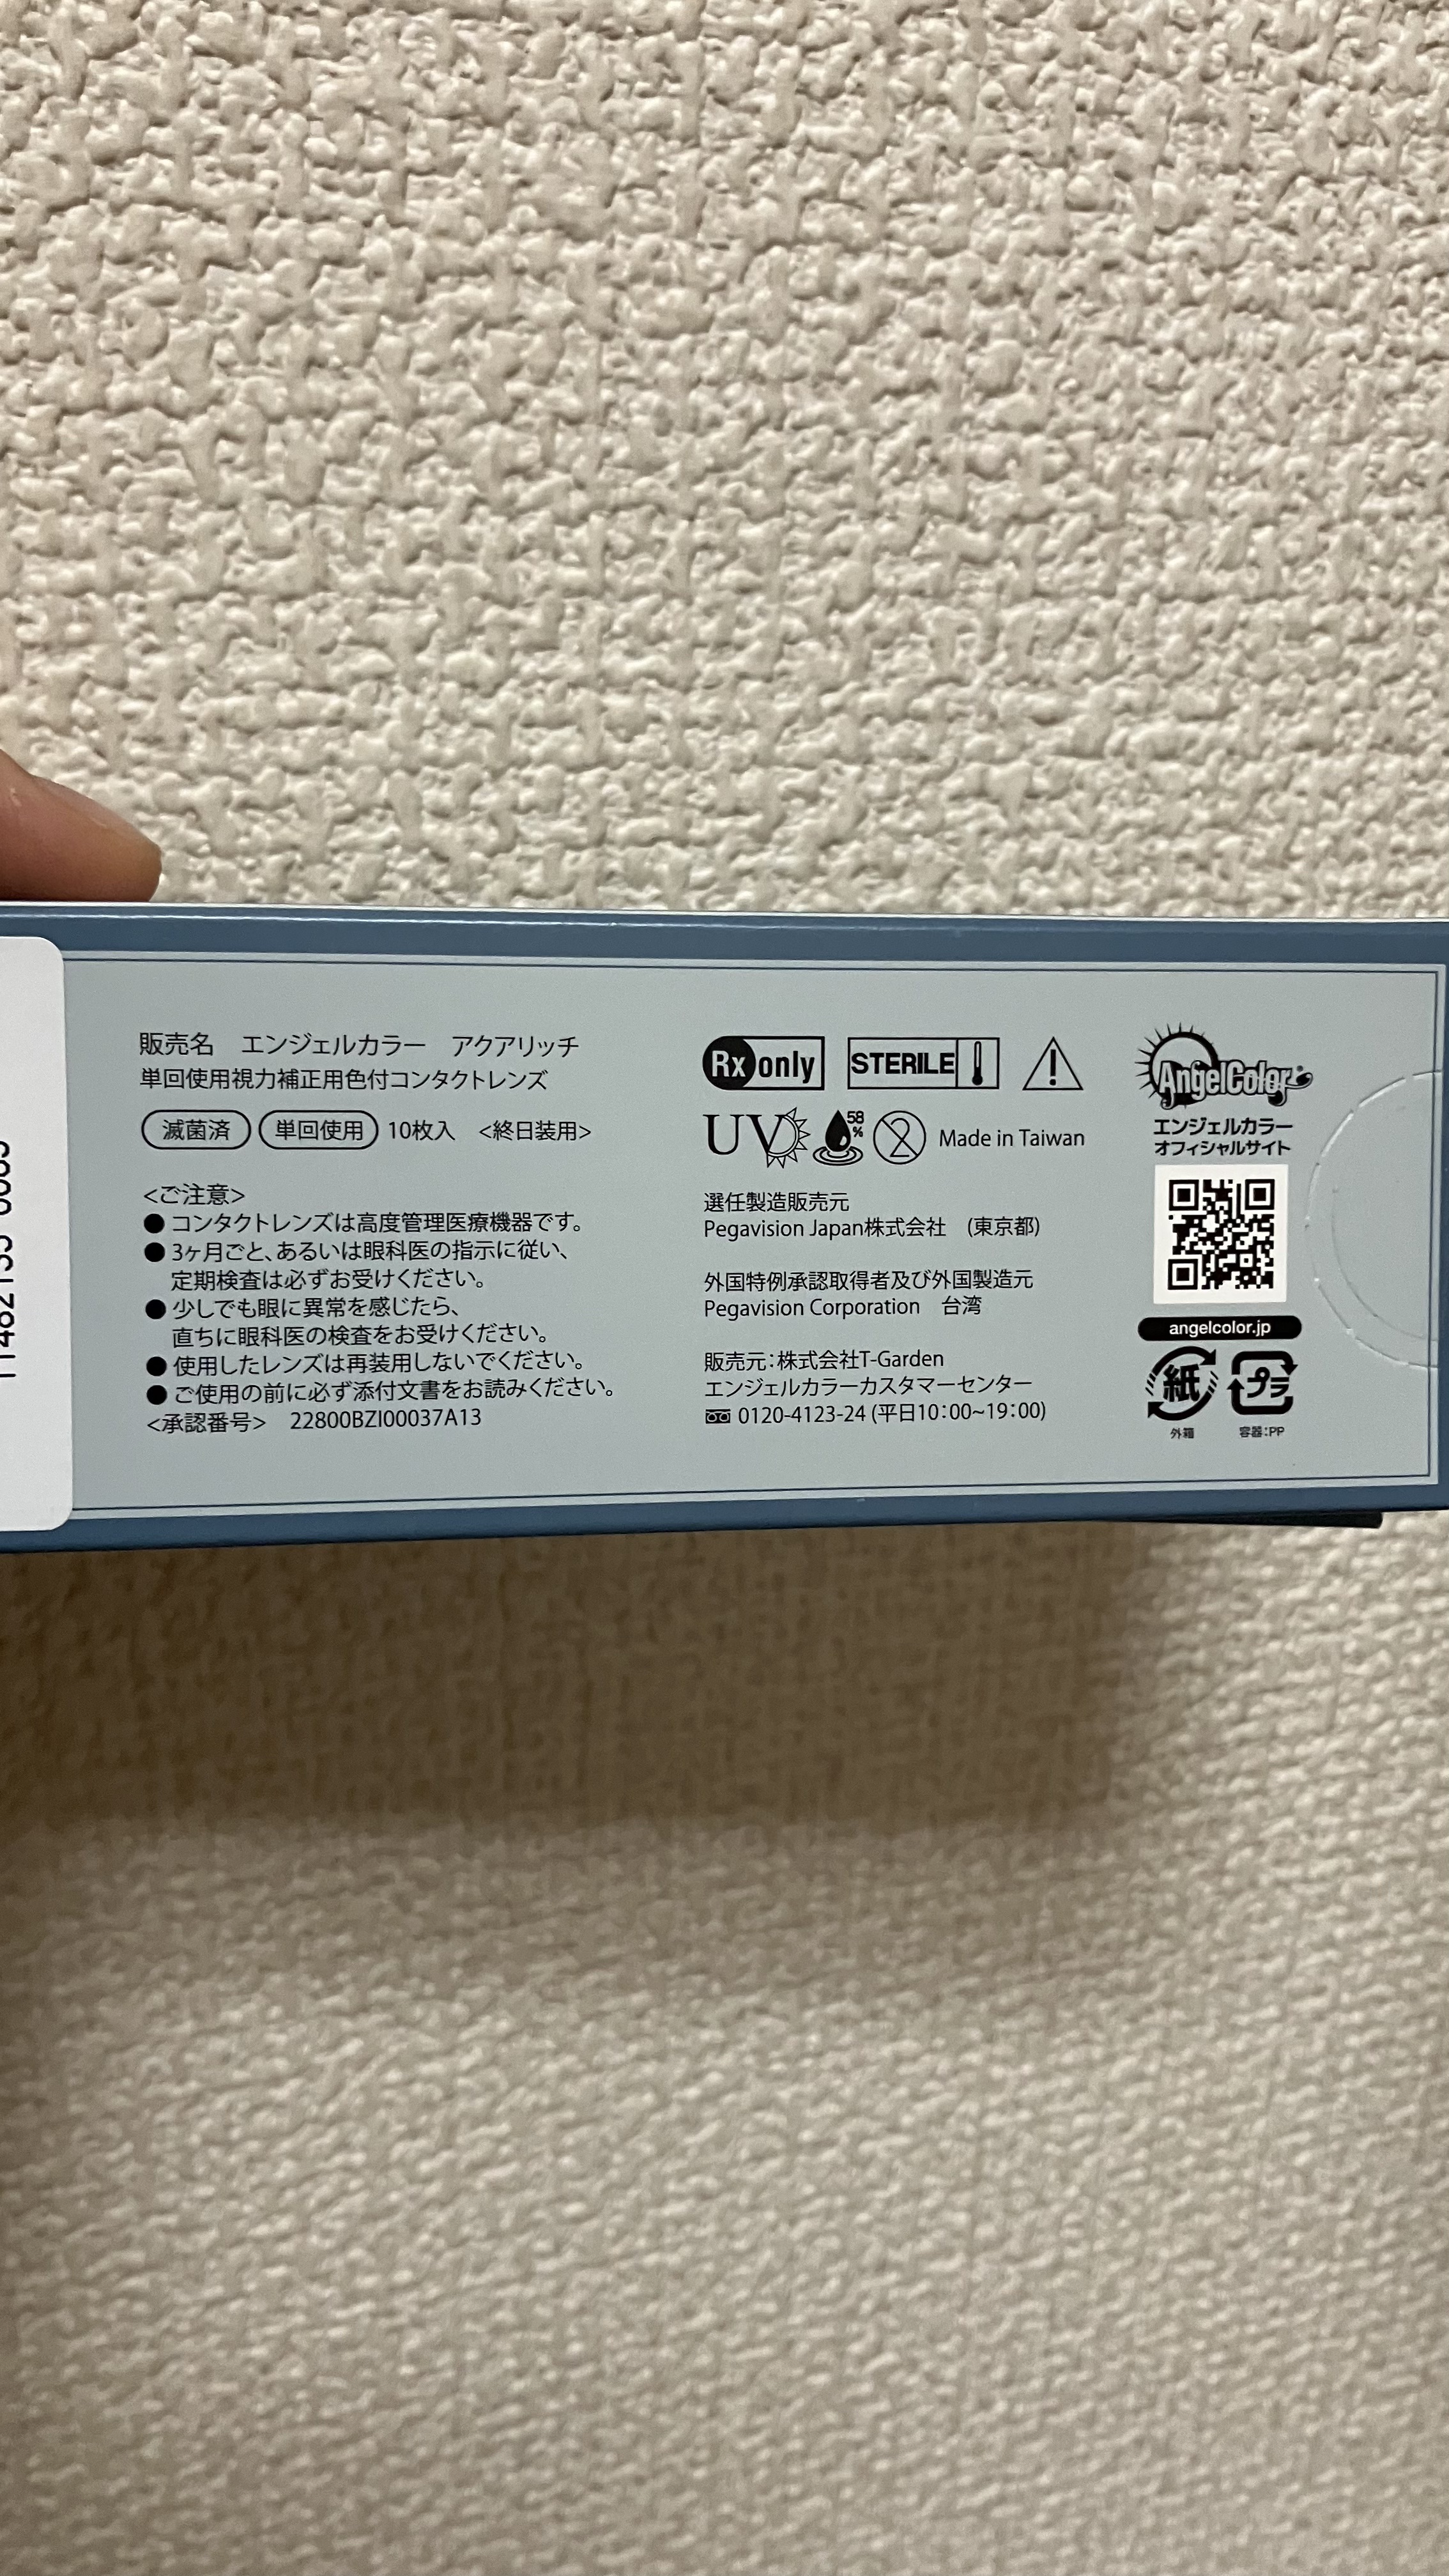 販売名　エンジェルカラー　アクアリッチ
単回使用視力補正用色付コンタクトレンズ
滅菌済 単回使用 10枚入 <終日装用>
<ご注意>
● コンタクトレンズは高度管理医療機器です。
● 3ヶ月ごと、あるいは眼科医の指示に従い、
定期検査は必ずお受けください。
● 少しでも眼に異常を感じたら、
直ちに眼科医の検査をお受けください。
● 使用したレンズは再装用しないでください。
● ご使用の前に必ず添付文書をお読みください。
<承認番号>　22800BZI00037A13
Rx only STERILE
UV 58% 2 Made in Taiwan
選任製造販売元
Pegavision Japan株式会社　(東京都)
外国特例承認取得者及び外国製造元
Pegavision Corporation　台湾
販売元：株式会社T-Garden
エンジェルカラーカスタマーセンター
0120-4123-24 (平日10：00~19：00)
AngelColor
エンジェルカラー
オフィシャルサイト
angelcolor.jp
紙 プラ
外箱 容器：PP